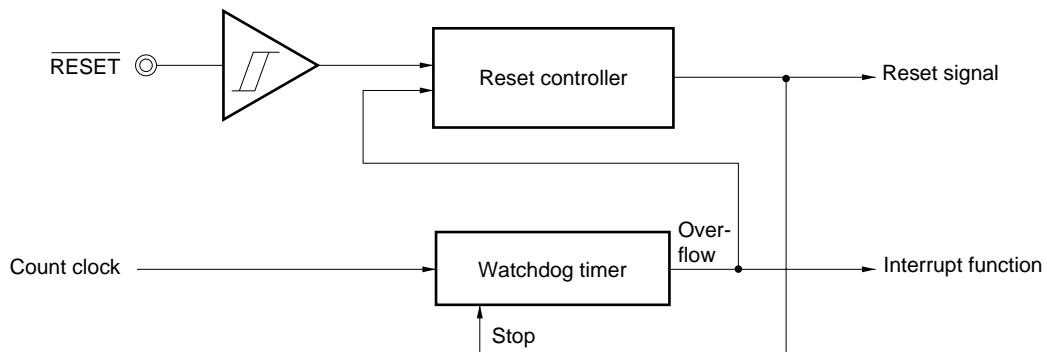 RESET
Reset controller
Reset signal
Over-
flow
Count clock
Watchdog timer
Interrupt function
Stop